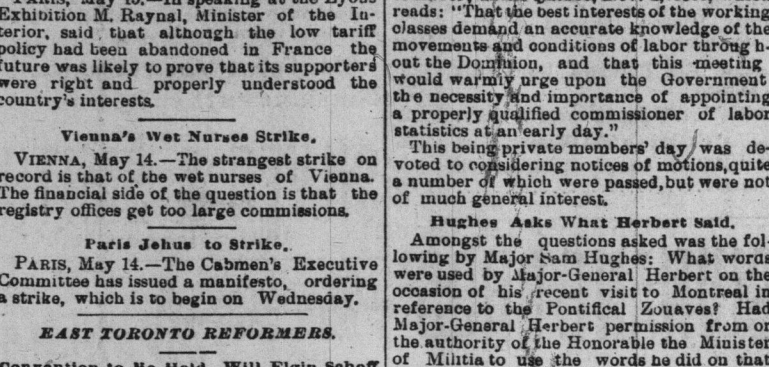 Exhibition M. Raynal, Minister of the In-
terior, said that although the low tariff
policy had been abandoned in France the
future was likely to prove that its supporters
were right and properly understood the
country's interests.
Vienna's Wet Nurses Strike.
VIENNA, May 14.—The strangest strike on
record is that of the wet nurses of Vienna.
The financial side of the question is that the
registry offices get too large commissions.
Paris Jehus to Strike.
PARIS, May 14.—The Cabmen's Executive
Committee has issued a manifesto, ordering
a strike, which is to begin on Wednesday.
EAST TORONTO REFORMERS.
reads: "That the best interests of the working
classes demand an accurate knowledge of the
movements and conditions of labor through-
out the Dominion, and that this meeting
would warmly urge upon the Government
the necessity and importance of appointing
a properly qualified commissioner of labor
statistics at an early day."
This being private members' day was de-
voted to considering notices of motions, quite
a number of which were passed, but were not
of much general interest.
Hughes Asks What Herbert Said.
Amongst the questions asked was the fol-
lowing by Major Sam Hughes: What words
were used by Major-General Herbert on the
occasion of his recent visit to Montreal in
reference to the Pontifical Zouaves? Had
Major-General Herbert permission from or
the authority of the Honorable the Minister
of Militia to use the words he did on that